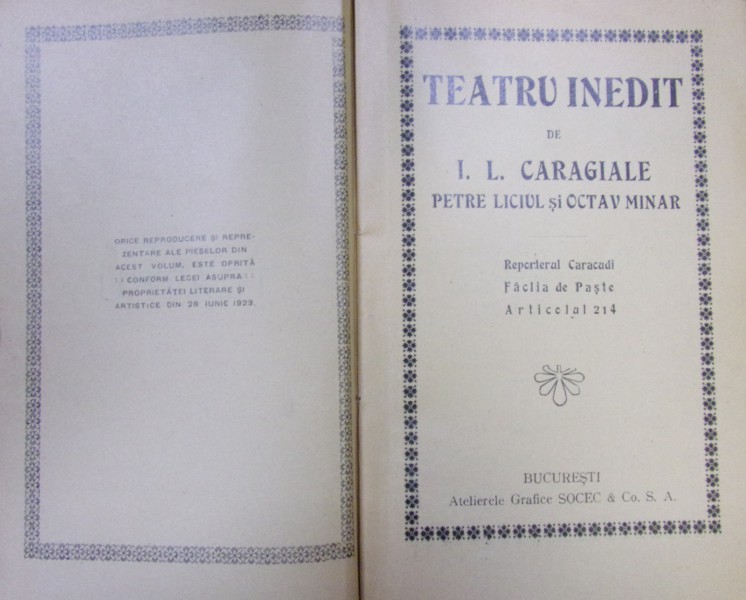 ORICE REPRODUCERE ȘI REPRE-
ZENTARE ALE PIESELOR DIN
ACEST VOLUM, ESTE OPRITĂ
: : CONFORM LEGEI ASUPRA : :
PROPRIETĂȚEI LITERARE ȘI
ARTISTICE DIN 28 IUNIE 1923.
TEATRU INEDIT
DE
I. L. CARAGIALE
PETRE LICIUL și OCTAV MINAR
Reporterul Caracudi
Făclia de Paște
Articolul 214
BUCUREȘTI
Atelierele Grafice SOCEC & Co. S. A.